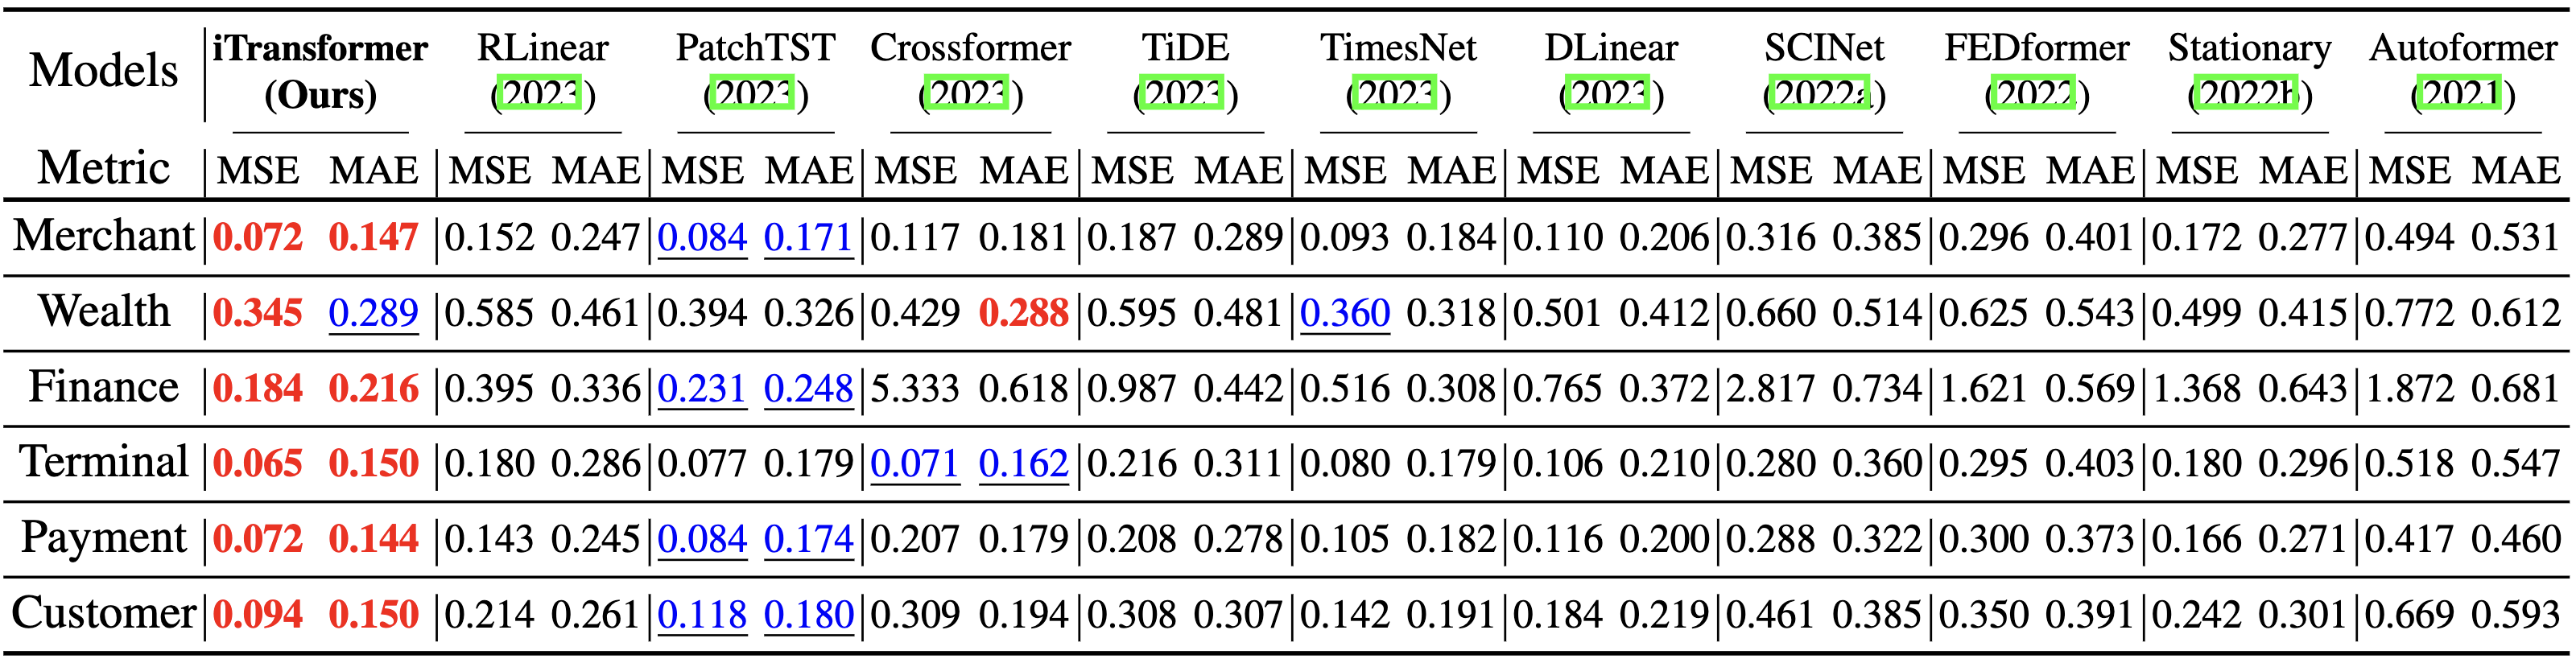 Models iTransformer RLinear PatchTST Crossformer TiDE TimesNet DLinear SCINet FEDformer Stationary Autoformer
(Ours) (2023) (2023) (2023) (2023) (2023) (2023) (2022a) (2022) (2022b) (2021)
Metric MSE MAE MSE MAE MSE MAE MSE MAE MSE MAE MSE MAE MSE MAE MSE MAE MSE MAE MSE MAE MSE MAE
Merchant 0.072 0.147 0.152 0.247 0.084 0.171 0.117 0.181 0.187 0.289 0.093 0.184 0.110 0.206 0.316 0.385 0.296 0.401 0.172 0.277 0.494 0.531
Wealth 0.345 0.289 0.585 0.461 0.394 0.326 0.429 0.288 0.595 0.481 0.360 0.318 0.501 0.412 0.660 0.514 0.625 0.543 0.499 0.415 0.772 0.612
Finance 0.184 0.216 0.395 0.336 0.231 0.248 5.333 0.618 0.987 0.442 0.516 0.308 0.765 0.372 2.817 0.734 1.621 0.569 1.368 0.643 1.872 0.681
Terminal 0.065 0.150 0.180 0.286 0.077 0.179 0.071 0.162 0.216 0.311 0.080 0.179 0.106 0.210 0.280 0.360 0.295 0.403 0.180 0.296 0.518 0.547
Payment 0.072 0.144 0.143 0.245 0.084 0.174 0.207 0.179 0.208 0.278 0.105 0.182 0.116 0.200 0.288 0.322 0.300 0.373 0.166 0.271 0.417 0.460
Customer 0.094 0.150 0.214 0.261 0.118 0.180 0.309 0.194 0.308 0.307 0.142 0.191 0.184 0.219 0.461 0.385 0.350 0.391 0.242 0.301 0.669 0.593